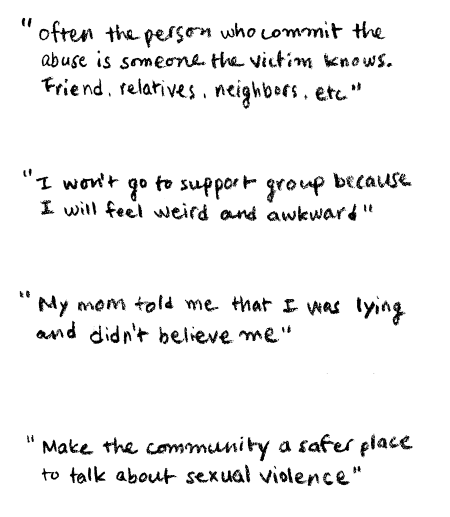 "often the person who commit the
abuse is someone the victim knows.
Friend, relatives, neighbors, etc"
"I won't go to support group because
I will feel weird and awkward"
"My mom told me that I was lying
and didn't believe me"
"Make the community a safer place
to talk about sexual violence"